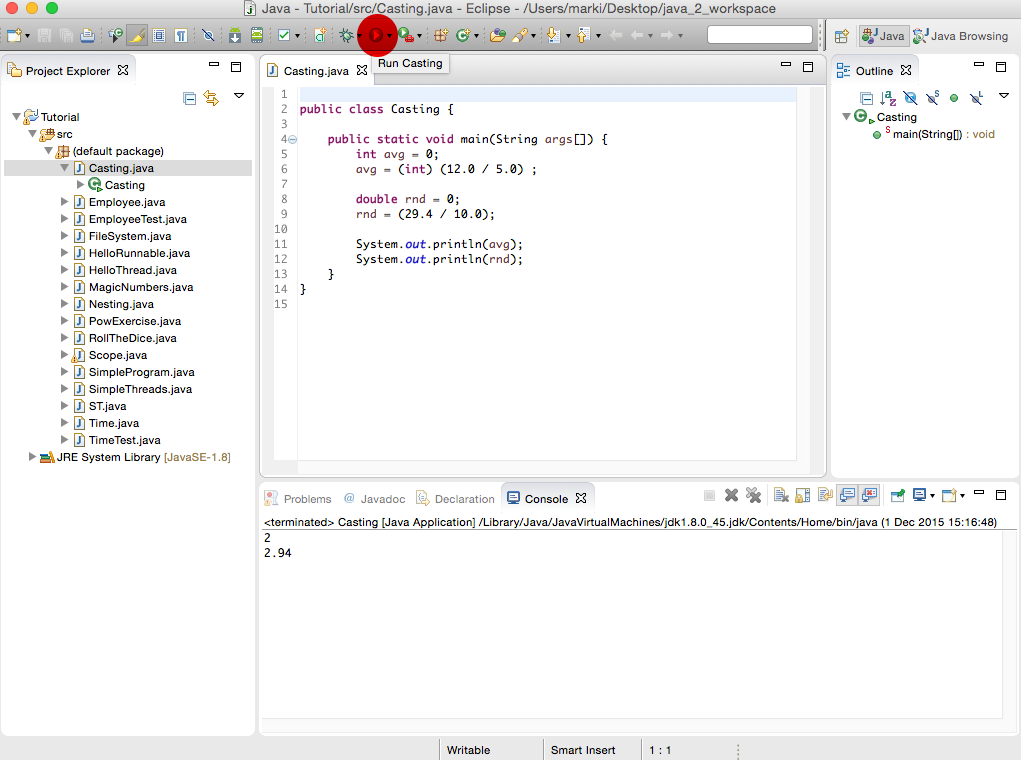 Java - Tutorial/src/Casting.java - Eclipse - /Users/marki/Desktop/java_2_workspace
Java
Java Browsing
Run Casting
Project Explorer
Tutorial
src
(default package)
Casting.java
Casting
Employee.java
EmployeeTest.java
FileSystem.java
HelloRunnable.java
HelloThread.java
MagicNumbers.java
Nesting.java
PowExercise.java
RollTheDice.java
Scope.java
SimpleProgram.java
SimpleThreads.java
ST.java
Time.java
TimeTest.java
JRE System Library [JavaSE-1.8]
Casting.java
1
2 public class Casting {
3
4 public static void main(String args[]) {
5 int avg = 0;
6 avg = (int) (12.0 / 5.0) ;
7
8 double rnd = 0;
9 rnd = (29.4 / 10.0);
10
11 System.out.println(avg);
12 System.out.println(rnd);
13 }
14 }
15
Outline
Casting
main(String[]) : void
Problems @ Javadoc Declaration Console
<terminated> Casting [Java Application] /Library/Java/JavaVirtualMachines/jdk1.8.0_45.jdk/Contents/Home/bin/java (1 Dec 2015 15:16:48)
2
2.94
Writable Smart Insert 1 : 1